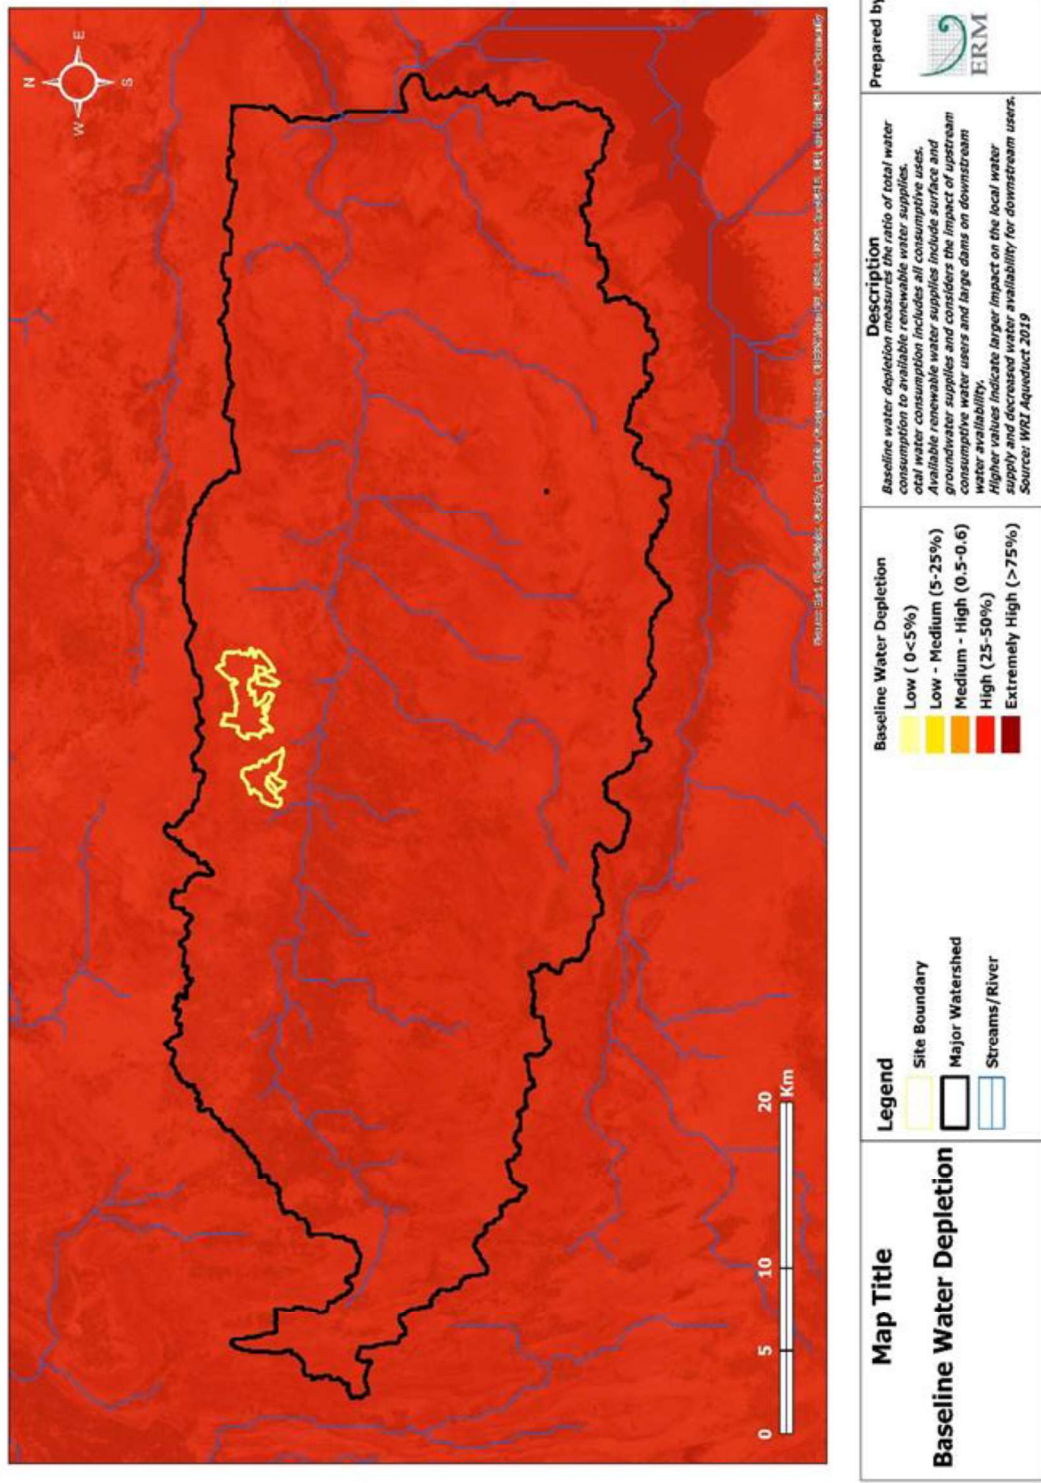 N
E
S
W
0
5
10
20
Km
Map Title
Baseline Water Depletion
Legend
Site Boundary
Major Watershed
Streams/River
Baseline Water Depletion
Low ( 0<5%)
Low - Medium (5-25%)
Medium - High (0.5-0.6)
High (25-50%)
Extremely High (>75%)
Description
Baseline water depletion measures the ratio of total water
consumption to available renewable water supplies.
otal water consumption includes all consumptive uses.
Available renewable water supplies include surface and
groundwater supplies and considers the impact of upstream
consumptive water users and large dams on downstream
water availability.
Higher values indicate larger impact on the local water
supply and decreased water availability for downstream users.
Source: WRI Aqueduct 2019
Prepared by
ERM